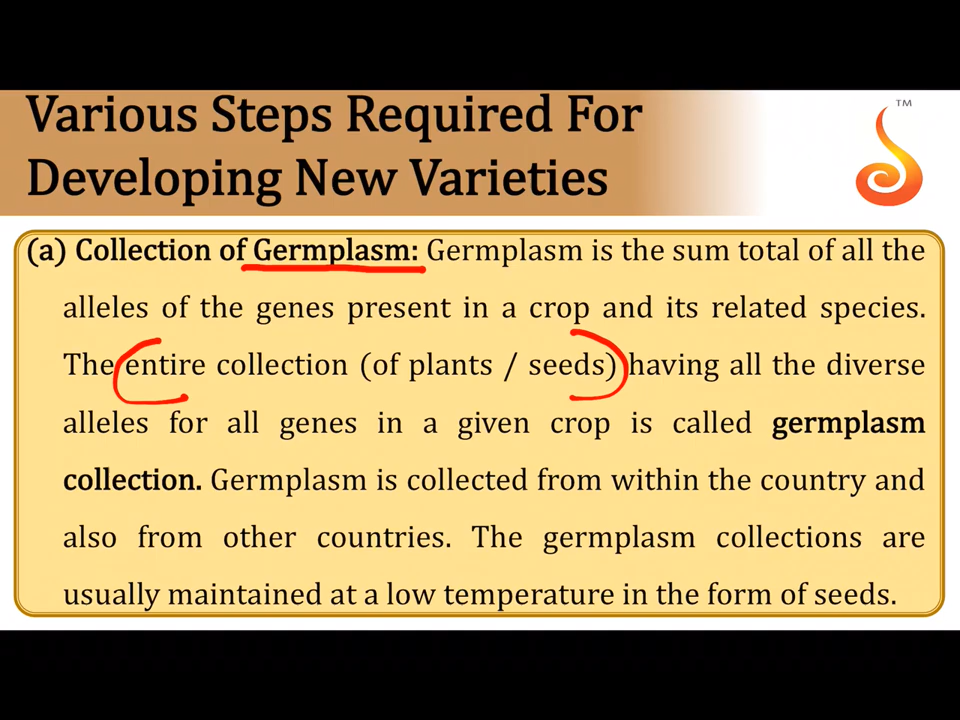 Various Steps Required For
Developing New Varieties
TM
(a) Collection of Germplasm: Germplasm is the sum total of all the
alleles of the genes present in a crop and its related species.
The entire collection (of plants / seeds) having all the diverse
alleles for all genes in a given crop is called germplasm
collection. Germplasm is collected from within the country and
also from other countries. The germplasm collections are
usually maintained at a low temperature in the form of seeds.